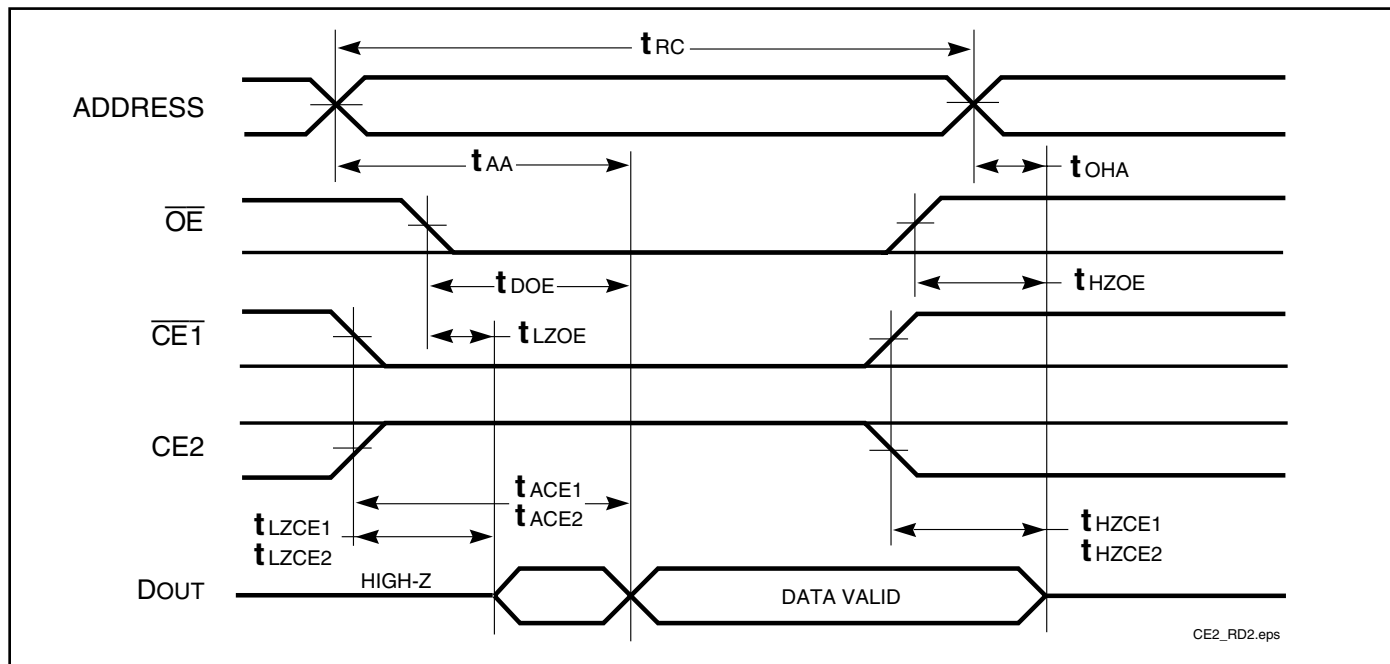 tRC
ADDRESS
tAA
tOHA
OE
tDOE
tHZOE
CE1
tLZOE
CE2
tACE1
tACE2
tLZCE1
tLZCE2
tHZCE1
tHZCE2
DOUT
HIGH-Z
DATA VALID
CE2_RD2.eps